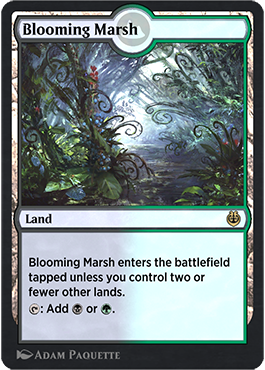 Blooming Marsh
Land
Blooming Marsh enters the battlefield
tapped unless you control two or
fewer other lands.
: Add or .
Adam Paquette